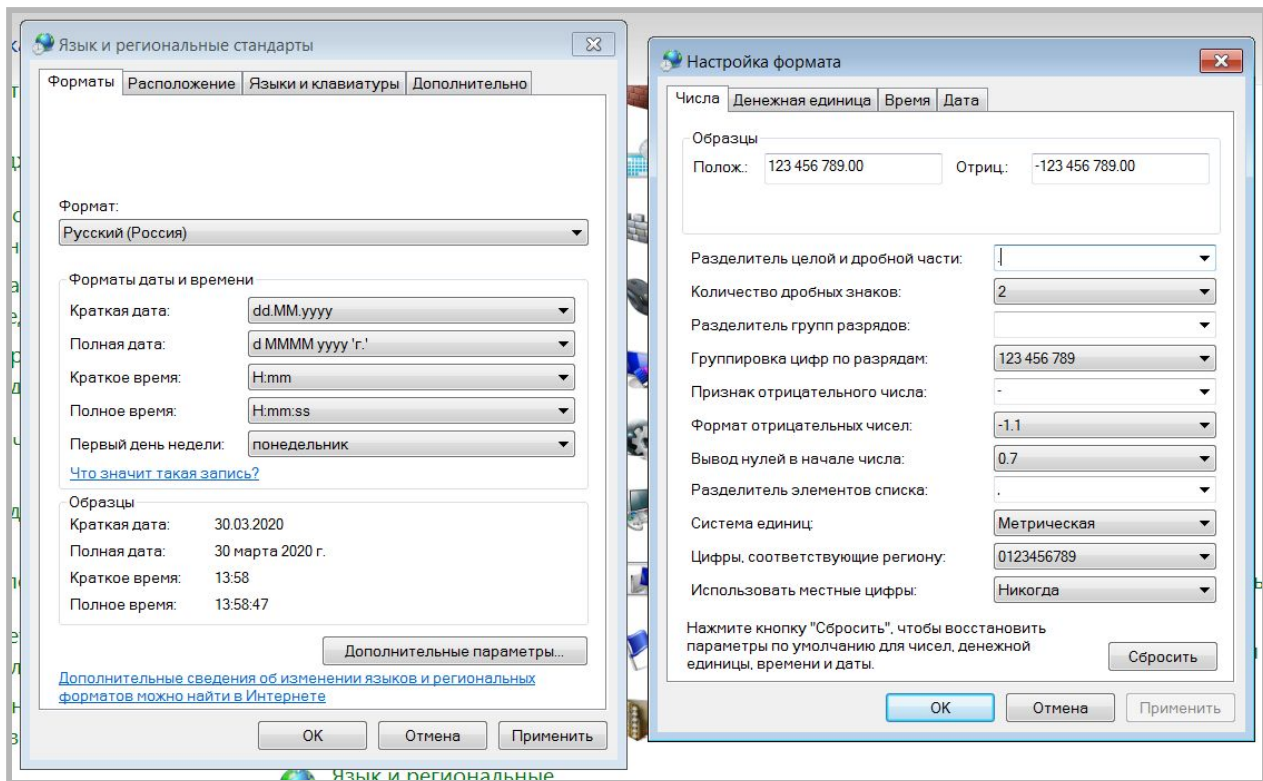 Язык и региональные стандарты
Форматы
Расположение
Языки и клавиатуры
Дополнительно
Формат:
Русский (Россия)
Форматы даты и времени
Краткая дата: dd.MM.yyyy
Полная дата: d MMMM yyyy 'г.'
Краткое время: H:mm
Полное время: H:mm:ss
Первый день недели: понедельник
Что значит такая запись?
Образцы
Краткая дата: 30.03.2020
Полная дата: 30 марта 2020 г.
Краткое время: 13:58
Полное время: 13:58:47
Дополнительные параметры...
Дополнительные сведения об изменении языков и региональных
форматов можно найти в Интернете
ОК Отмена Применить
Настройка формата
Числа
Денежная единица
Время
Дата
Образцы
Полож.: 123 456 789.00 Отриц.: -123 456 789.00
Разделитель целой и дробной части: .
Количество дробных знаков: 2
Разделитель групп разрядов:
Группировка цифр по разрядам: 123 456 789
Признак отрицательного числа: -
Формат отрицательных чисел: -1.1
Вывод нулей в начале числа: 0.7
Разделитель элементов списка: .
Система единиц: Метрическая
Цифры, соответствующие региону: 0123456789
Использовать местные цифры: Никогда
Нажмите кнопку "Сбросить", чтобы восстановить
параметры по умолчанию для чисел, денежной
единицы, времени и даты.
Сбросить
ОК Отмена Применить
Язык и региональные